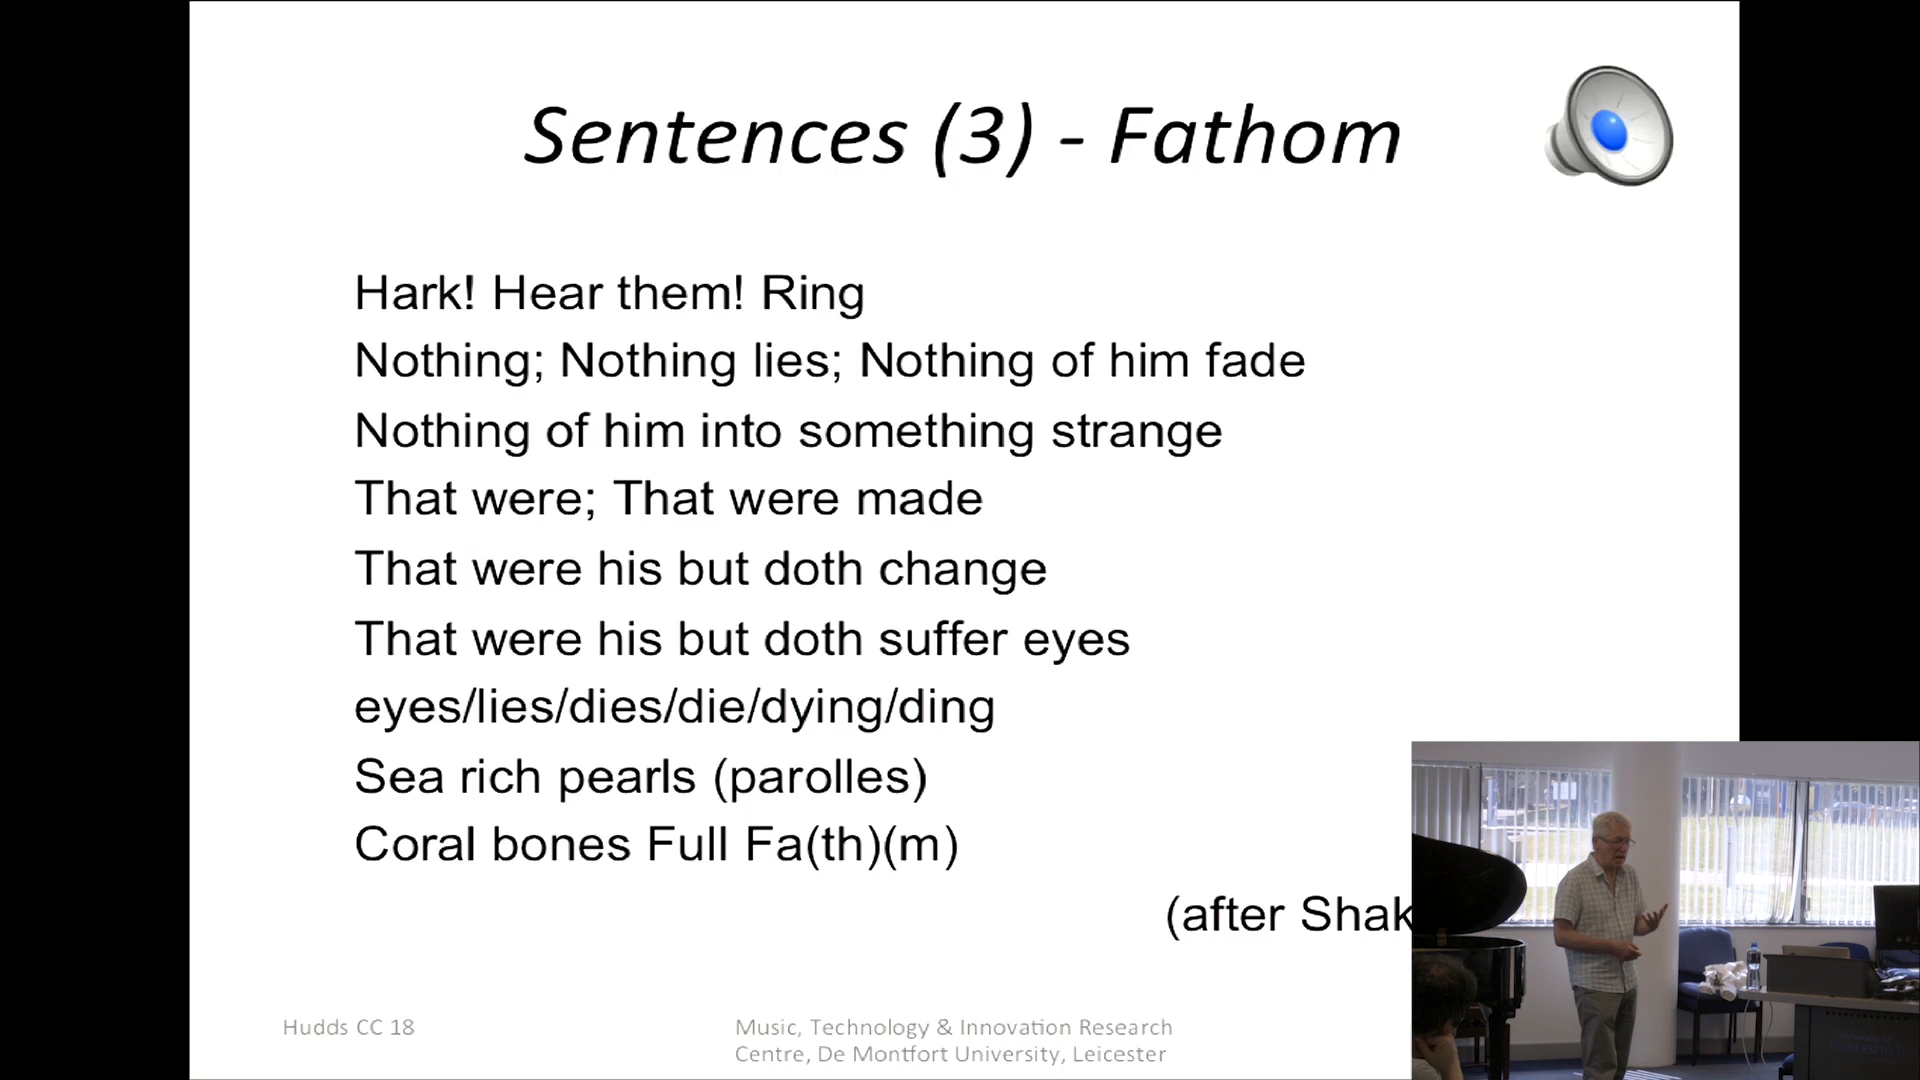 Sentences (3) - Fathom
Hark! Hear them! Ring
Nothing; Nothing lies; Nothing of him fade
Nothing of him into something strange
That were; That were made
That were his but doth change
That were his but doth suffer eyes
eyes/lies/dies/die/dying/ding
Sea rich pearls (parolles)
Coral bones Full Fa(th)(m)
(after Shak
Hudds CC 18
Music, Technology & Innovation Research
Centre, De Montfort University, Leicester